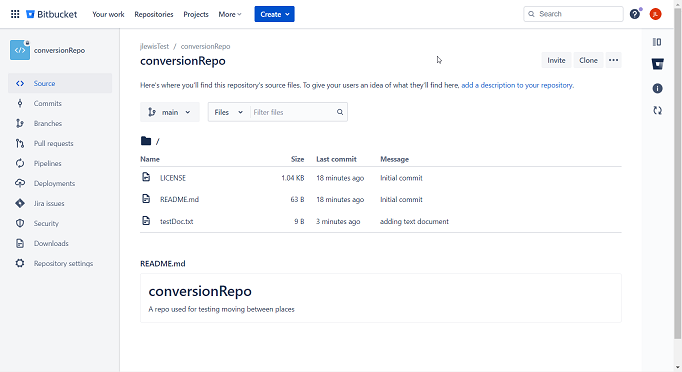 Bitbucket Your work Repositories Projects More Create Search ? JL
conversionRepo
Source
Commits
Branches
Pull requests
Pipelines
Deployments
Jira issues
Security
Downloads
Repository settings
jlewisTest / conversionRepo
conversionRepo
Invite Clone
Here's where you'll find this repository's source files. To give your users an idea of what they'll find here, add a description to your repository.
main Files Filter files
/
Name Size Last commit Message
LICENSE 1.04 KB 18 minutes ago Initial commit
README.md 63 B 18 minutes ago Initial commit
testDoc.txt 9 B 3 minutes ago adding text document
README.md
conversionRepo
A repo used for testing moving between places